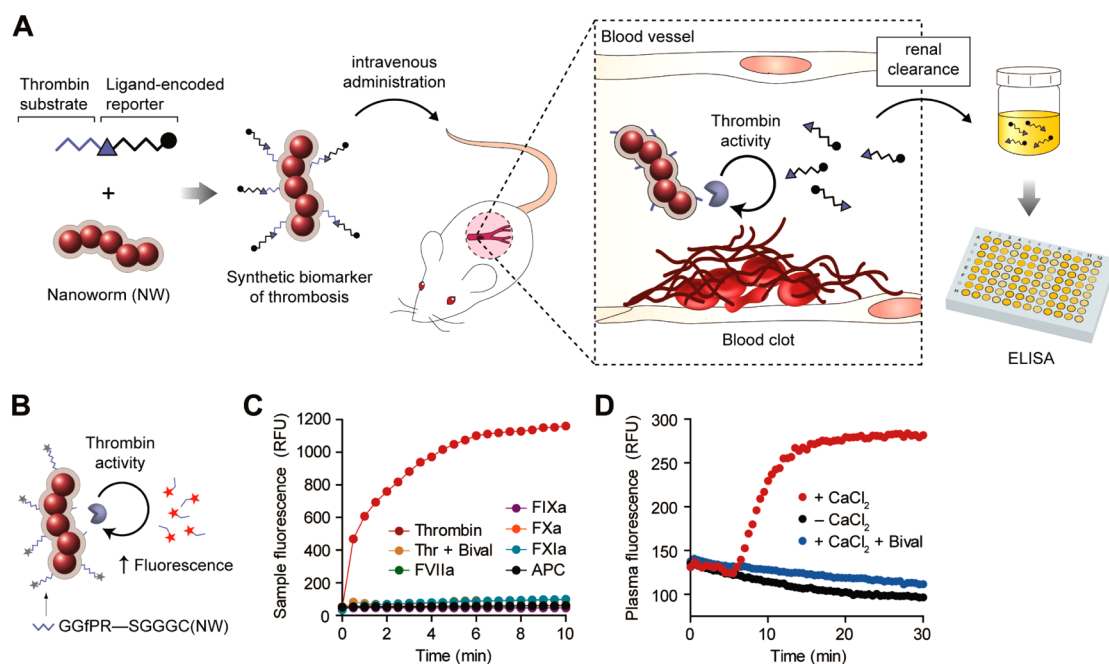 A
Thrombin
substrate
Ligand-encoded
reporter
+
Nanoworm (NW)
Synthetic biomarker
of thrombosis
intravenous
administration
Blood vessel
Thrombin
activity
Blood clot
renal
clearance
ELISA
B
Thrombin
activity
↑ Fluorescence
GGfPR—SGGGC(NW)
C
Sample fluorescence (RFU)
1200
1000
800
600
400
200
0
Thrombin
Thr + Bival
FVIIa
FIXa
FXa
FXIa
APC
0 2 4 6 8 10
Time (min)
D
Plasma fluorescence (RFU)
300
250
200
150
100
+ CaCl₂
– CaCl₂
+ CaCl₂ + Bival
0 10 20 30
Time (min)